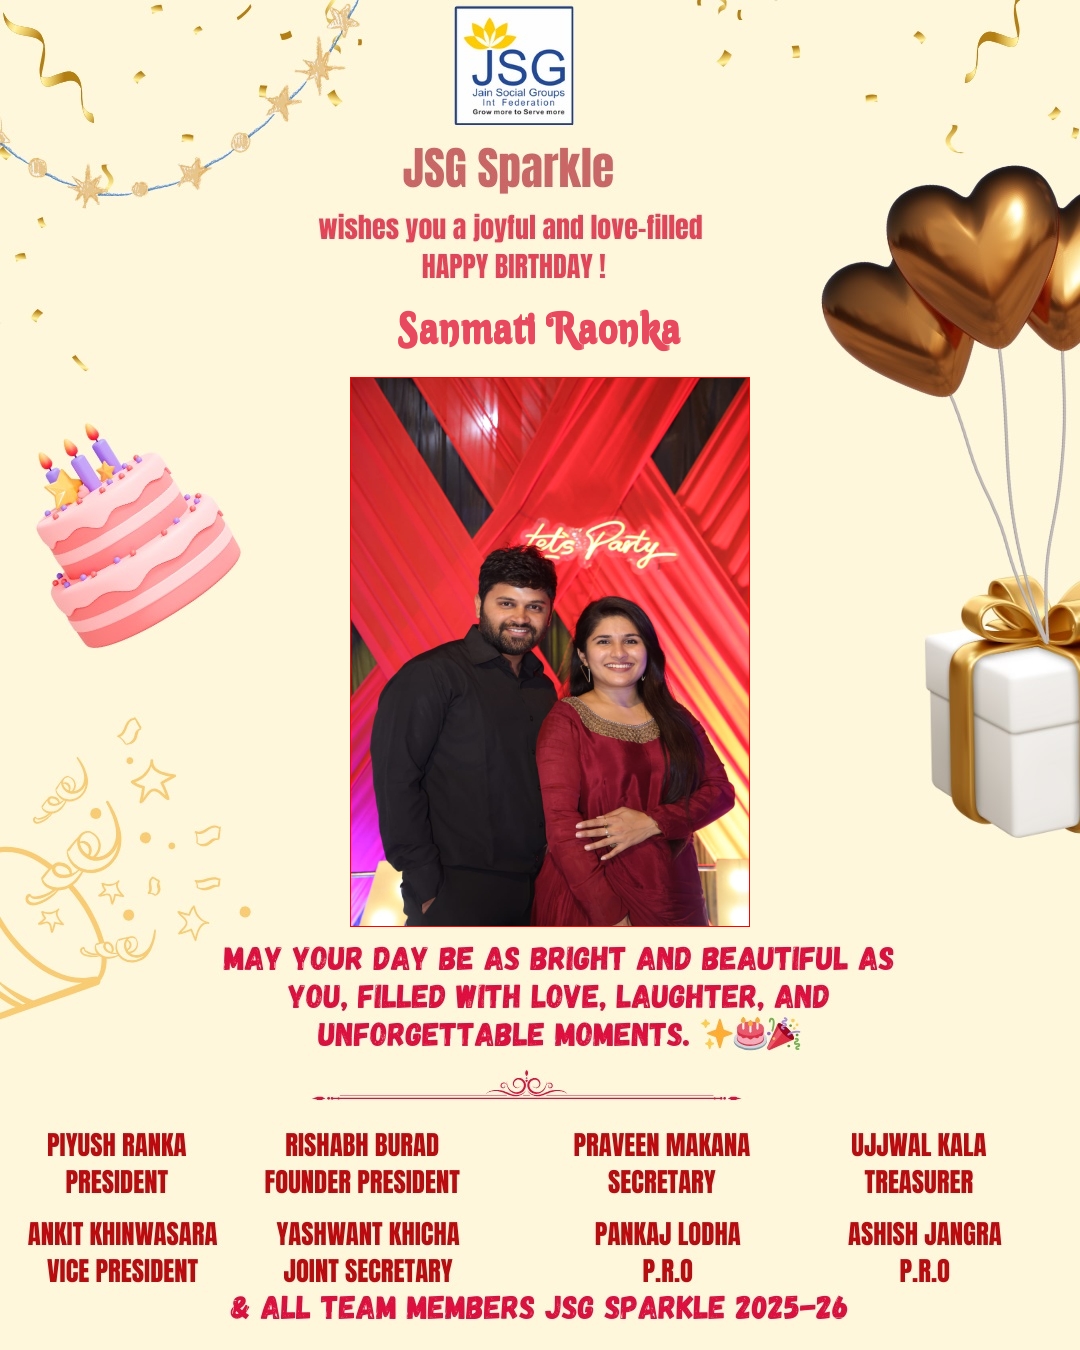 JSG
Jain Social Groups
Int Federation
Grow more to Serve more
JSG Sparkle
wishes you a joyful and love-filled
HAPPY BIRTHDAY !
Sanmati Raonka
Let's Party
MAY YOUR DAY BE AS BRIGHT AND BEAUTIFUL AS
YOU, FILLED WITH LOVE, LAUGHTER, AND
UNFORGETTABLE MOMENTS. ✨🎂🎉
PIYUSH RANKA
PRESIDENT
RISHABH BURAD
FOUNDER PRESIDENT
PRAVEEN MAKANA
SECRETARY
UJJWAL KALA
TREASURER
ANKIT KHINWASARA
VICE PRESIDENT
YASHWANT KHICHA
JOINT SECRETARY
PANKAJ LODHA
P.R.O
ASHISH JANGRA
P.R.O
& ALL TEAM MEMBERS JSG SPARKLE 2025-26